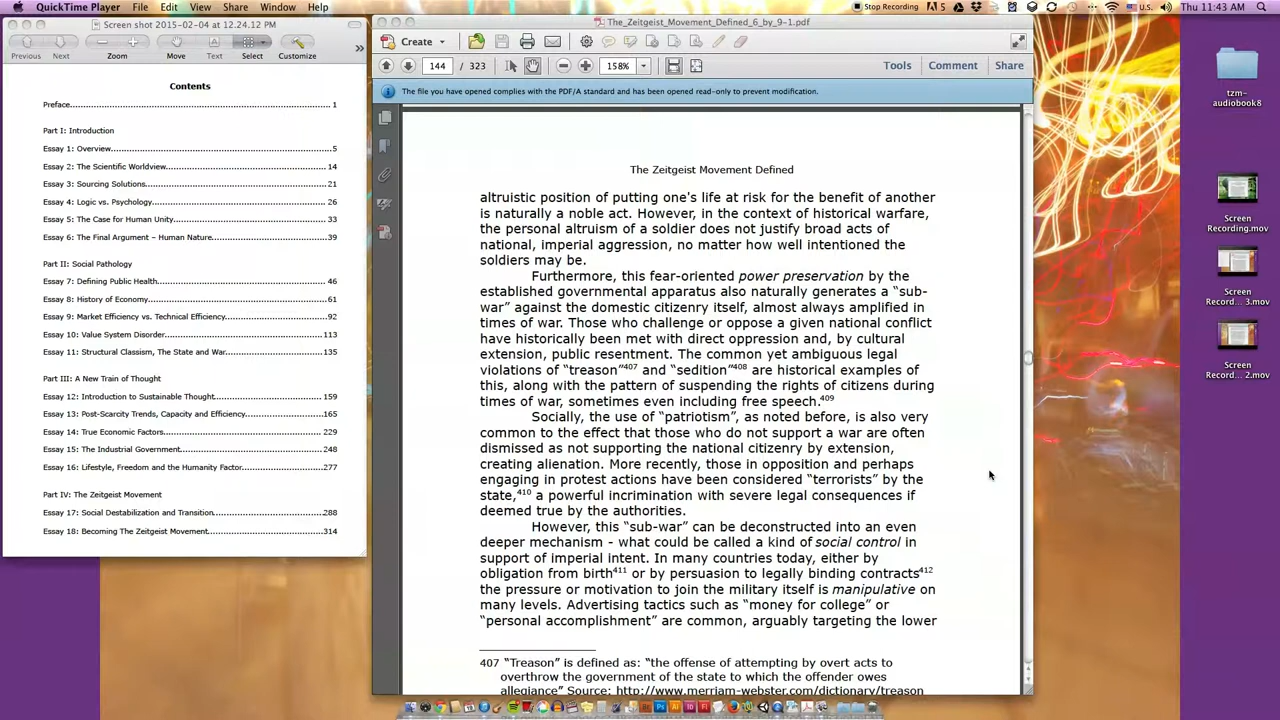 QuickTime Player File Edit View Share Window Help
Stop Recording
U.S.
Thu 11:43 AM
Screen shot 2015-02-04 at 12.24.12 PM
Previous Next Zoom Move Text Select Customize
Contents
Preface 1
Part I: Introduction
Essay 1: Overview 5
Essay 2: The Scientific Worldview 14
Essay 3: Sourcing Solutions 21
Essay 4: Logic vs. Psychology 26
Essay 5: The Case for Human Unity 33
Essay 6: The Final Argument – Human Nature 39
Part II: Social Pathology
Essay 7: Defining Public Health 46
Essay 8: History of Economy 61
Essay 9: Market Efficiency vs. Technical Efficiency 92
Essay 10: Value System Disorder 113
Essay 11: Structural Classism, The State and War 135
Part III: A New Train of Thought
Essay 12: Introduction to Sustainable Thought 159
Essay 13: Post-Scarcity Trends, Capacity and Efficiency 165
Essay 14: True Economic Factors 229
Essay 15: The Industrial Government 248
Essay 16: Lifestyle, Freedom and the Humanity Factor 277
Part IV: The Zeitgeist Movement
Essay 17: Social Destabilization and Transition 288
Essay 18: Becoming The Zeitgeist Movement 314
The_Zeitgeist_Movement_Defined_6_by_9-1.pdf
Create
144 / 323 158%
Tools Comment Share
The file you have opened complies with the PDF/A standard and has been opened read-only to prevent modification.
The Zeitgeist Movement Defined
altruistic position of putting one's life at risk for the benefit of another
is naturally a noble act. However, in the context of historical warfare,
the personal altruism of a soldier does not justify broad acts of
national, imperial aggression, no matter how well intentioned the
soldiers may be.
Furthermore, this fear-oriented power preservation by the
established governmental apparatus also naturally generates a “sub-
war” against the domestic citizenry itself, almost always amplified in
times of war. Those who challenge or oppose a given national conflict
have historically been met with direct oppression and, by cultural
extension, public resentment. The common yet ambiguous legal
violations of “treason”407 and “sedition”408 are historical examples of
this, along with the pattern of suspending the rights of citizens during
times of war, sometimes even including free speech.409
Socially, the use of “patriotism”, as noted before, is also very
common to the effect that those who do not support a war are often
dismissed as not supporting the national citizenry by extension,
creating alienation. More recently, those in opposition and perhaps
engaging in protest actions have been considered “terrorists” by the
state,410 a powerful incrimination with severe legal consequences if
deemed true by the authorities.
However, this “sub-war” can be deconstructed into an even
deeper mechanism - what could be called a kind of social control in
support of imperial intent. In many countries today, either by
obligation from birth411 or by persuasion to legally binding contracts412
the pressure or motivation to join the military itself is manipulative on
many levels. Advertising tactics such as “money for college” or
“personal accomplishment” are common, arguably targeting the lower
407 “Treason” is defined as: “the offense of attempting by overt acts to
overthrow the government of the state to which the offender owes
allegiance” Source: http://www.merriam-webster.com/dictionary/treason
tzm-
audiobook8
Screen
Recording.mov
Screen
Record... 3.mov
Screen
Record... 2.mov